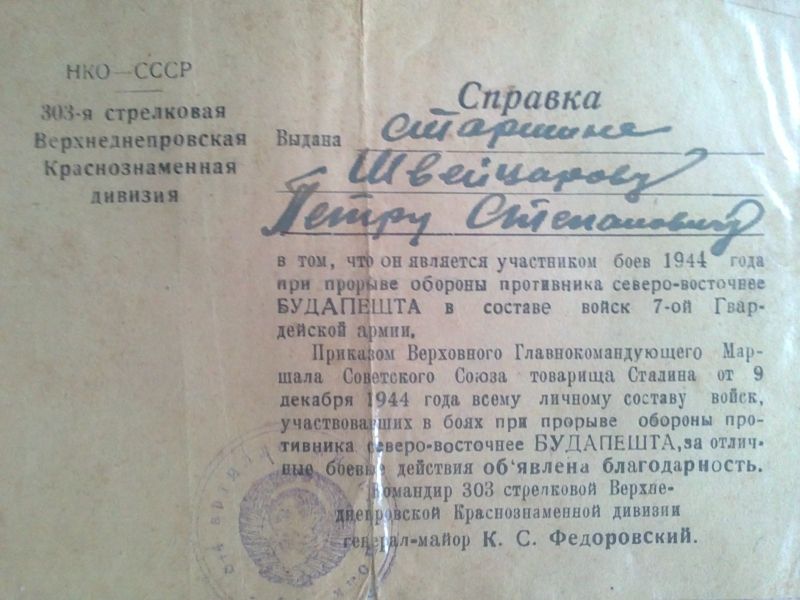 НКО—СССР
303-я стрелковая
Верхнеднепровская
Краснознаменная
дивизия
Справка
Выдана старшине
Швейцарову
Петру Степановичу
в том, что он является участником боев 1944 года
при прорыве обороны противника северо-восточнее
БУДАПЕШТА в составе войск 7-ой Гвар-
дейской армии.
Приказом Верховного Главнокомандующего Мар-
шала Советского Союза товарища Сталина от 9
декабря 1944 года всему личному составу войск,
участвовавших в боях при прорыве обороны про-
тивника северо-восточнее БУДАПЕШТА, за отлич-
ные боевые действия об‘явлена благодарность.
Командир 303 стрелковой Верхне-
днепровской Краснознаменной дивизии
генерал-майор К. С. Федоровский.